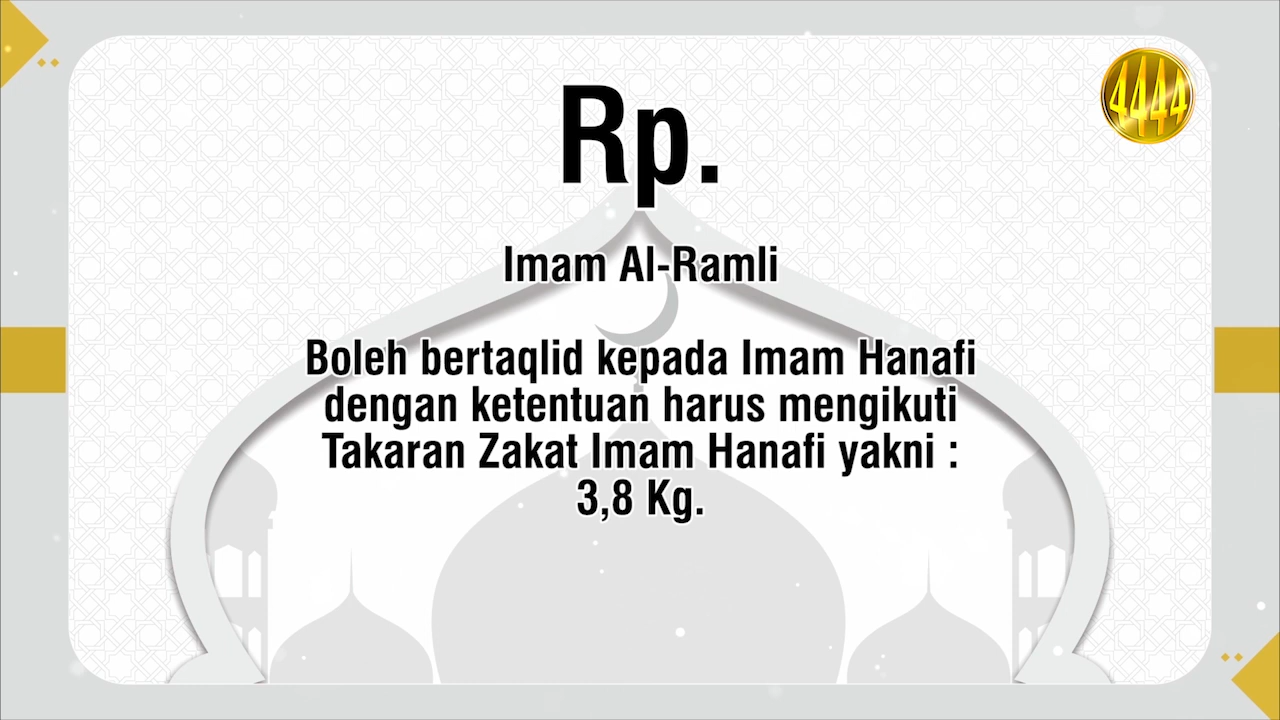 4444
Rp.
Imam Al-Ramli
Boleh bertaqlid kepada Imam Hanafi
dengan ketentuan harus mengikuti
Takaran Zakat Imam Hanafi yakni :
3,8 Kg.